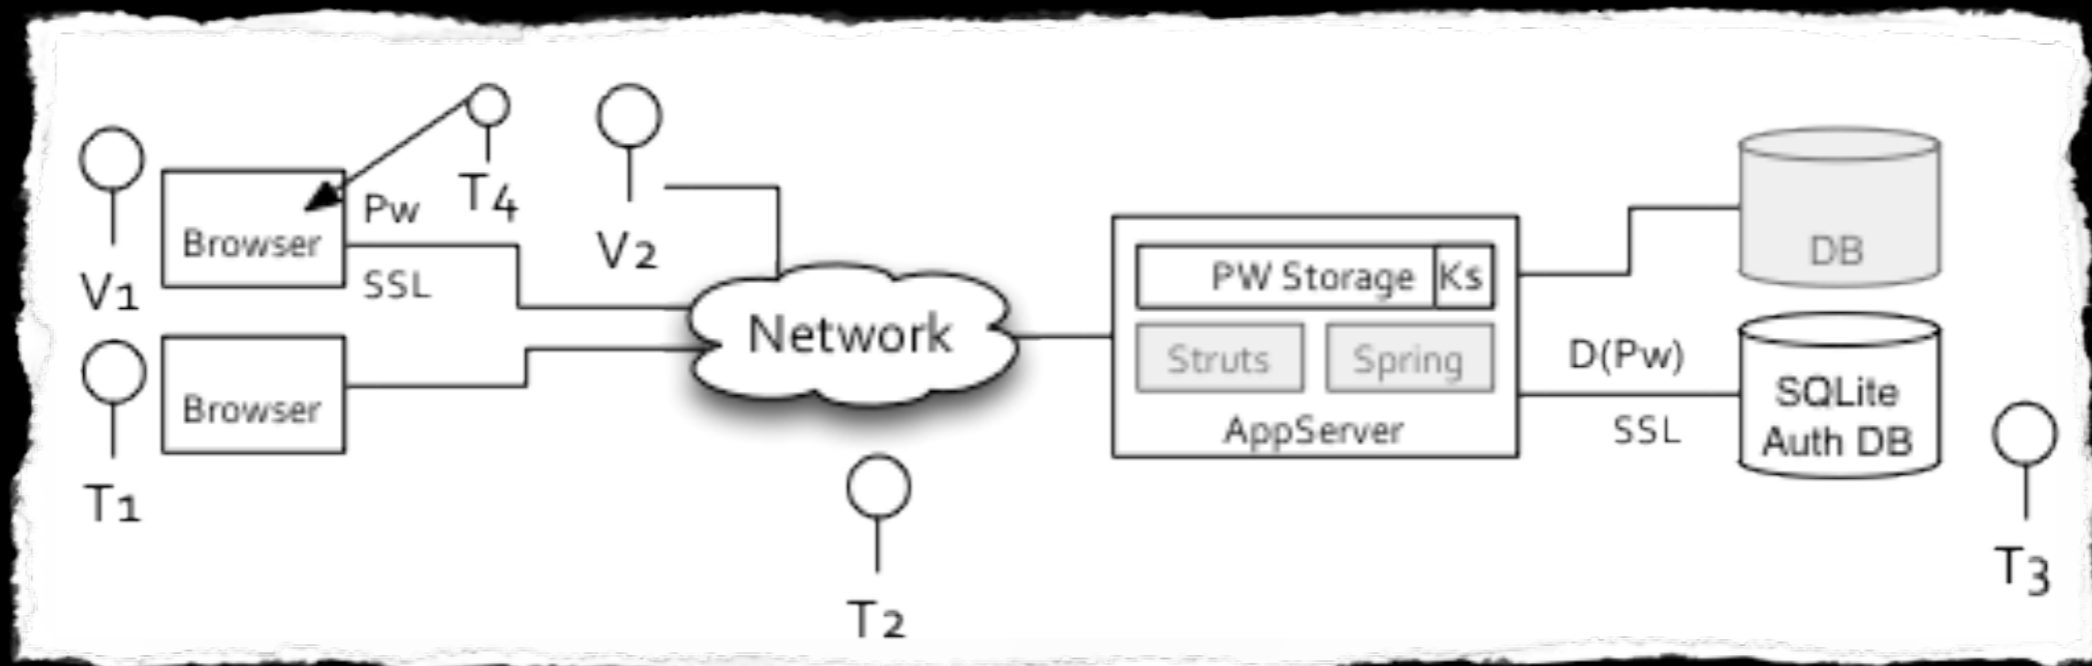 T4
V2
Pw
V1
Browser
SSL
T1
Browser
Network
T2
PW Storage
Ks
Struts
Spring
AppServer
DB
D(Pw)
SSL
SQLite
Auth DB
T3